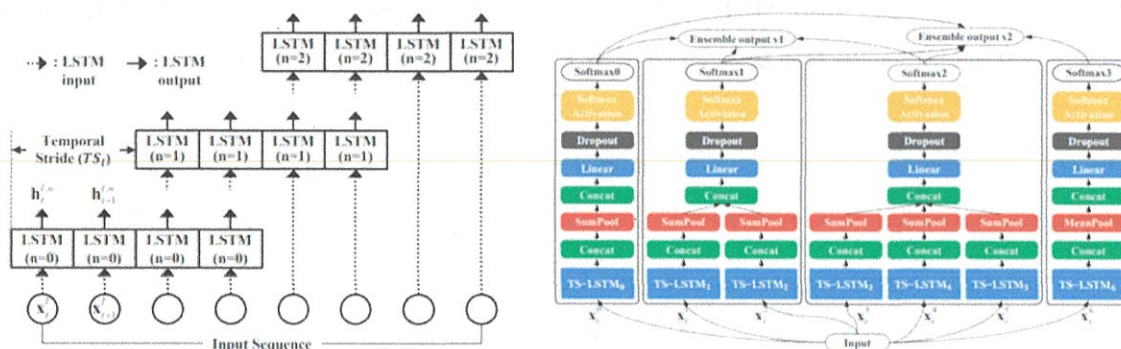 LSTM LSTM LSTM LSTM
(n=2) (n=2) (n=2) (n=2)
: LSTM input
: LSTM output
Temporal
Stride (TS_l)
LSTM LSTM LSTM LSTM
(n=1) (n=1) (n=1) (n=1)
LSTM LSTM LSTM LSTM
(n=0) (n=0) (n=0) (n=0)
Input Sequence
Ensemble output v1
Ensemble output v2
Softmax0 Softmax1 Softmax2 Softmax3
Softmax Softmax Softmax Softmax
Activation Activation Activation Activation
Dropout Dropout Dropout Dropout
Linear Linear Linear Linear
Concat Concat Concat Concat
SumPool SumPool SumPool SumPool SumPool SumPool MeanPool
Concat Concat Concat Concat Concat Concat Concat
TS-LSTM0 TS-LSTM1 TS-LSTM2 TS-LSTM3 TS-LSTM4 TS-LSTM5 TS-LSTM6
Input